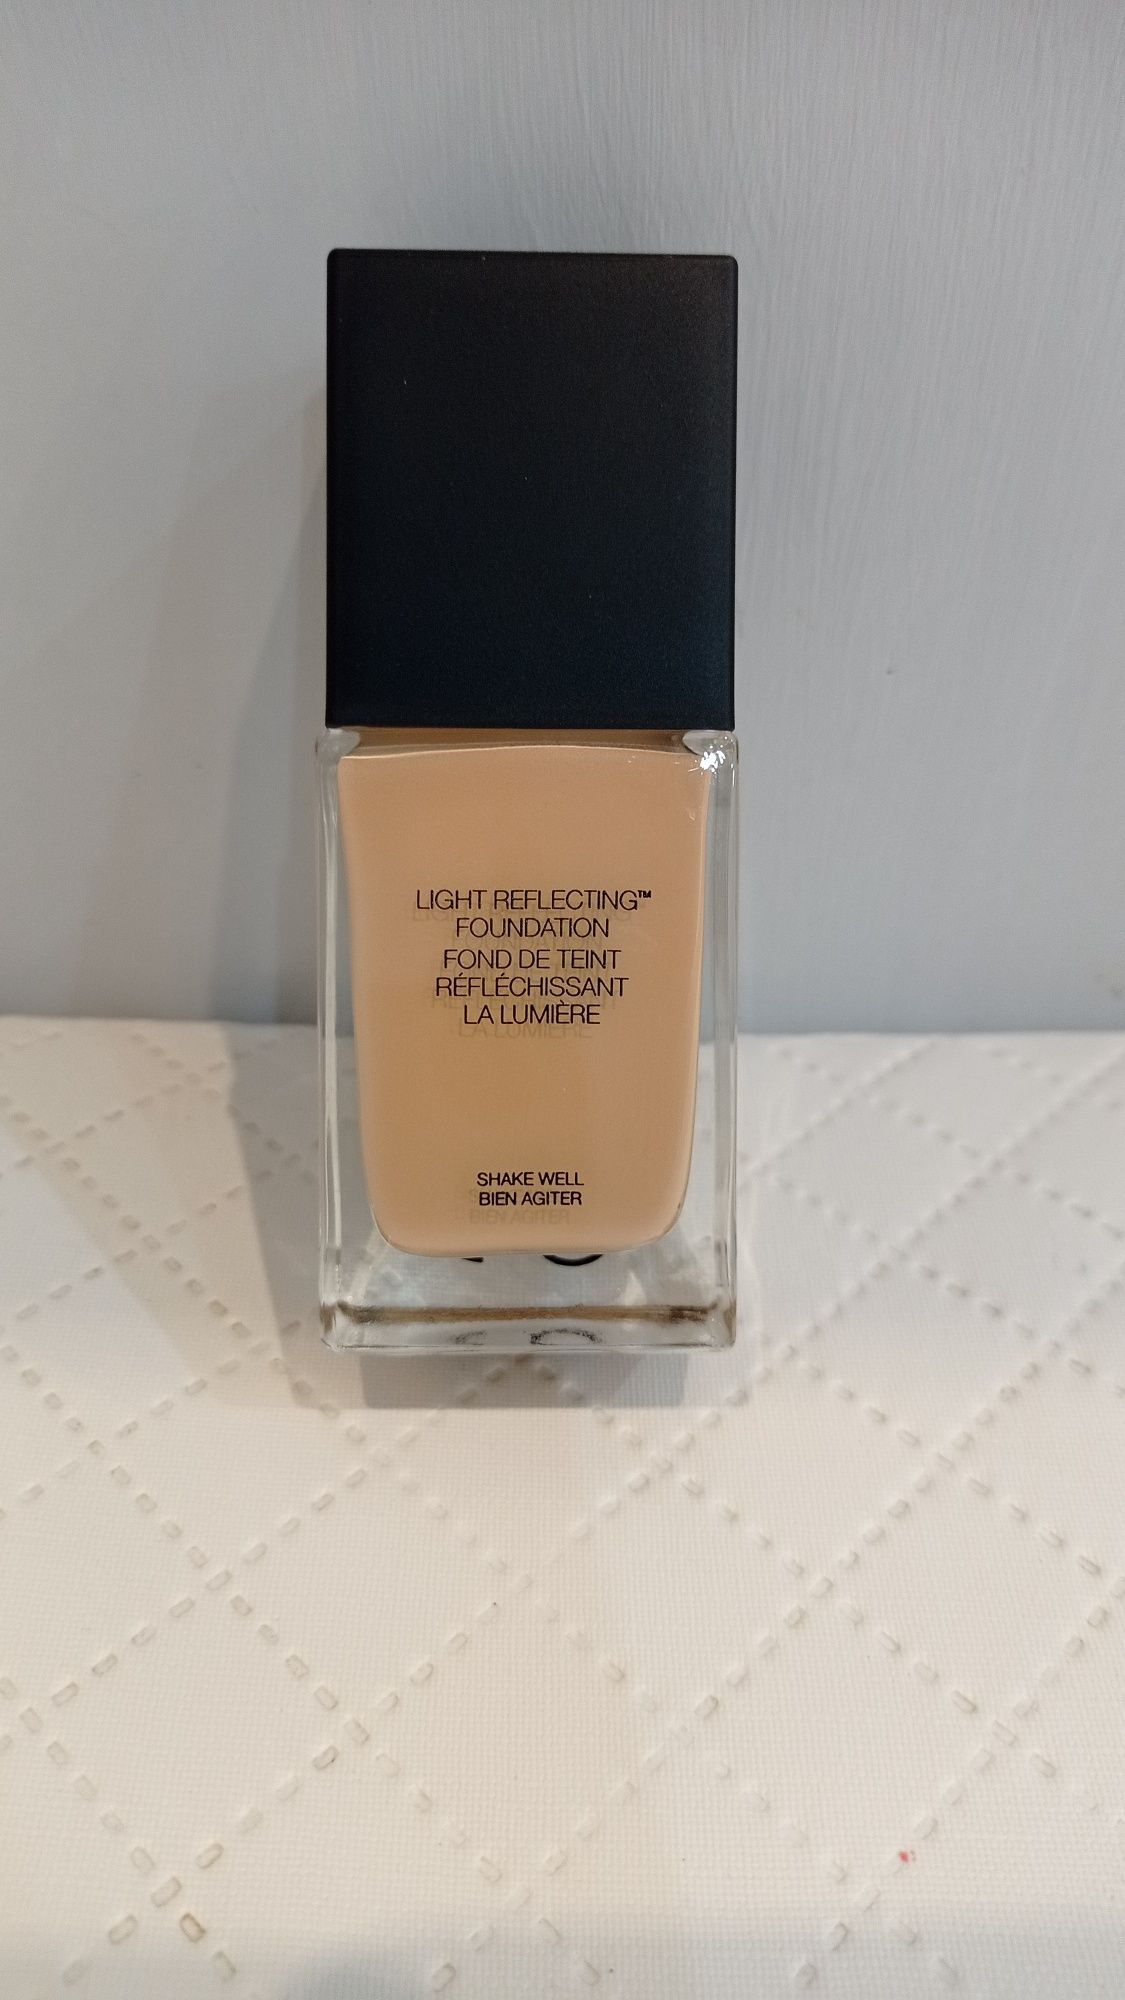 LIGHT REFLECTING™
FOUNDATION
FOND DE TEINT
RÉFLÉCHISSANT
LA LUMIÈRE
SHAKE WELL
BIEN AGITER